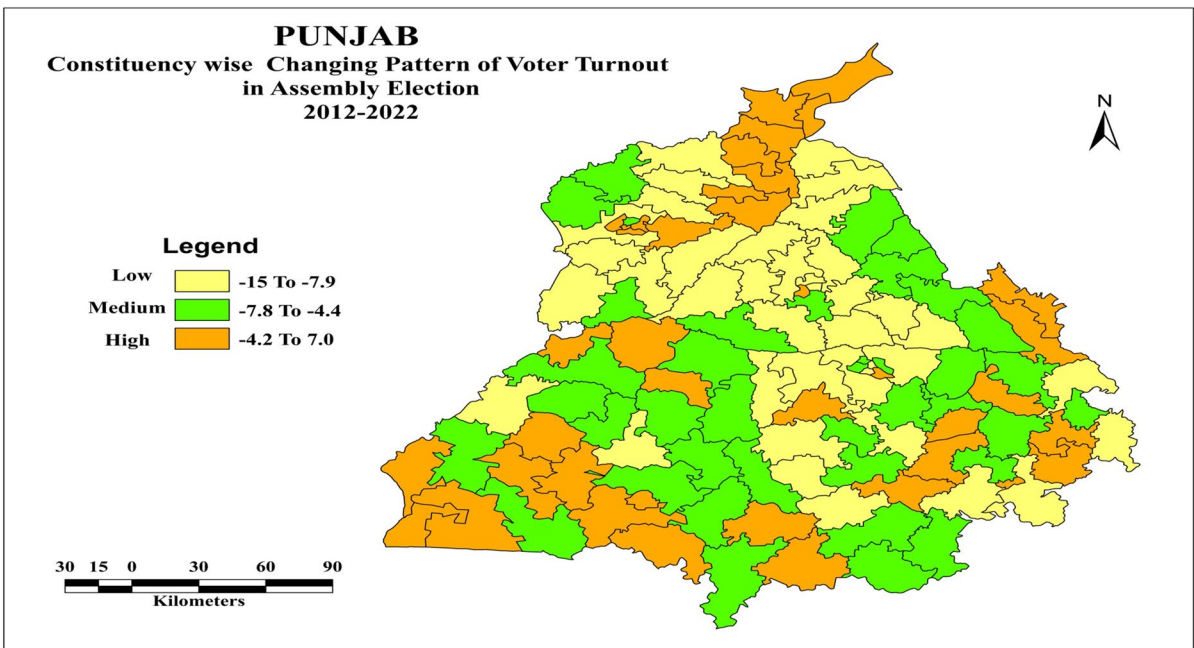 PUNJAB
Constituency wise Changing Pattern of Voter Turnout
in Assembly Election
2012-2022
N
Legend
Low -15 To -7.9
Medium -7.8 To -4.4
High -4.2 To 7.0
30 15 0 30 60 90
Kilometers